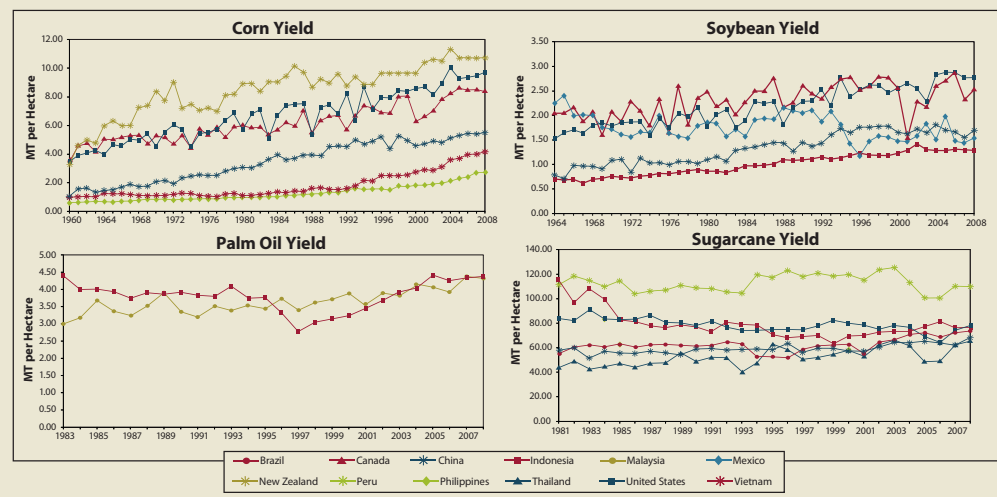 Corn Yield
MT per Hectare
12.00
10.00
8.00
6.00
4.00
2.00
0.00
1960 1964 1968 1972 1976 1980 1984 1988 1992 1996 2000 2004 2008
Soybean Yield
MT per Hectare
3.50
3.00
2.50
2.00
1.50
1.00
0.50
0.00
1964 1968 1972 1976 1980 1984 1988 1992 1996 2000 2004 2008
Palm Oil Yield
MT per Hectare
5.00
4.50
4.00
3.50
3.00
2.50
2.00
1.50
1.00
0.50
0.00
1983 1985 1987 1989 1991 1993 1995 1997 1999 2001 2003 2005 2007
Sugarcane Yield
MT per Hectare
140.00
120.00
100.00
80.00
60.00
40.00
20.00
00.00
1981 1983 1985 1987 1989 1991 1993 1995 1997 1999 2001 2003 2005 2007
Brazil Canada China Indonesia Malaysia Mexico
New Zealand Peru Philippines Thailand United States Vietnam